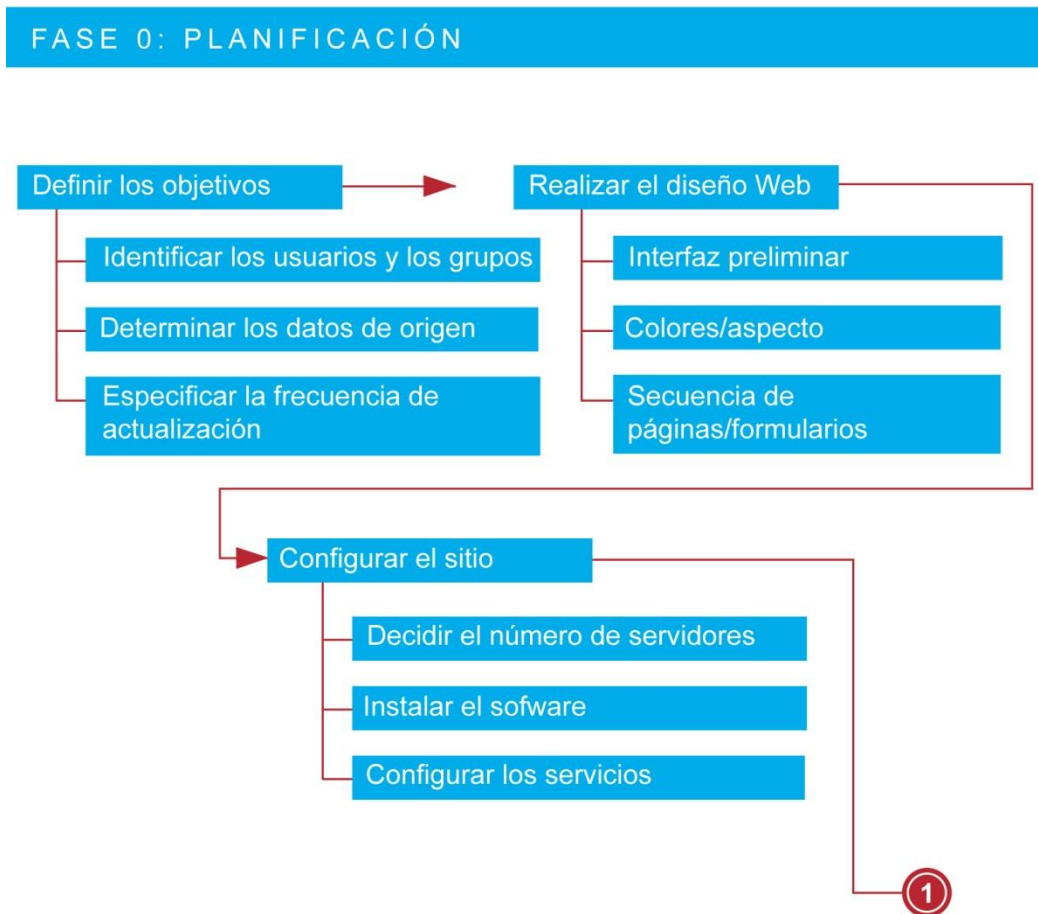 FASE 0: PLANIFICACIÓN
Definir los objetivos
Identificar los usuarios y los grupos
Determinar los datos de origen
Especificar la frecuencia de
actualización
Realizar el diseño Web
Interfaz preliminar
Colores/aspecto
Secuencia de
páginas/formularios
Configurar el sitio
Decidir el número de servidores
Instalar el sofware
Configurar los servicios
1